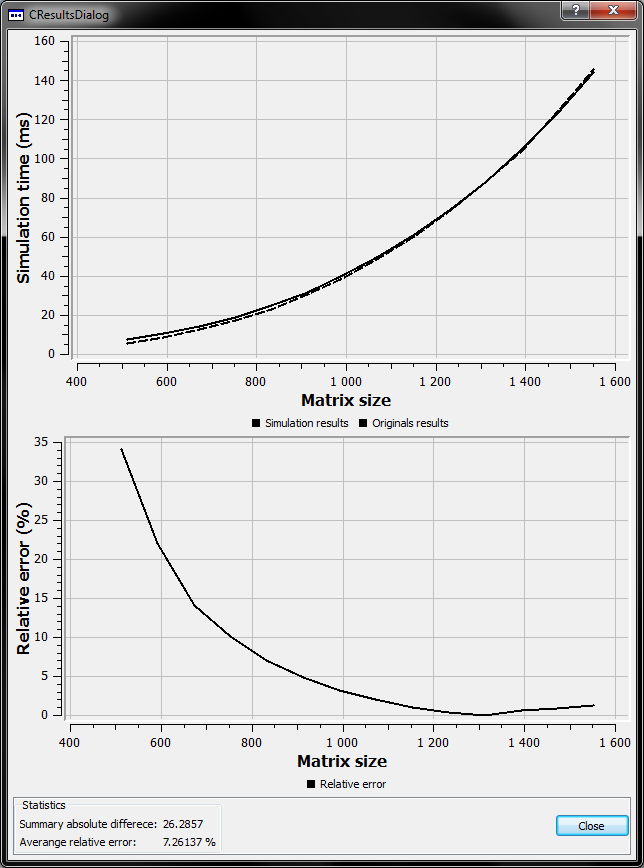 CResultsDialog
?
X
Simulation time (ms)
160
140
120
100
80
60
40
20
0
400 600 800 1 000 1 200 1 400 1 600
Matrix size
Simulation results Originals results
Relative error (%)
35
30
25
20
15
10
5
0
400 600 800 1 000 1 200 1 400 1 600
Matrix size
Relative error
Statistics
Summary absolute differece: 26.2857
Averange relative error: 7.26137 %
Close